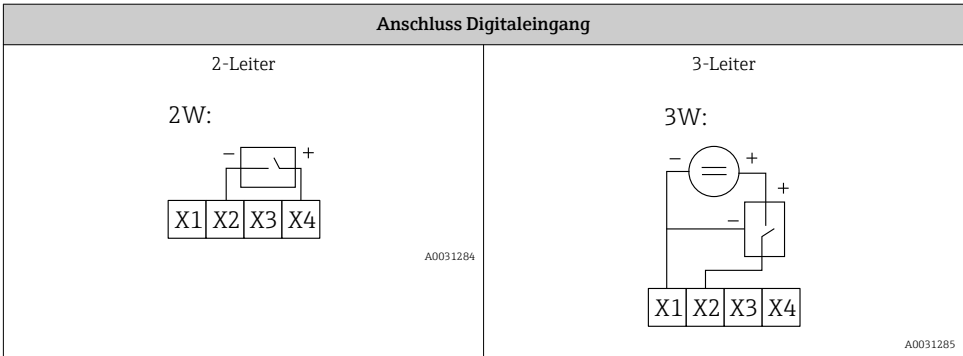 Anschluss Digitaleingang
2-Leiter
2W:
− +
X1 X2 X3 X4
A0031284
3-Leiter
3W:
− +
+
−
X1 X2 X3 X4
A0031285